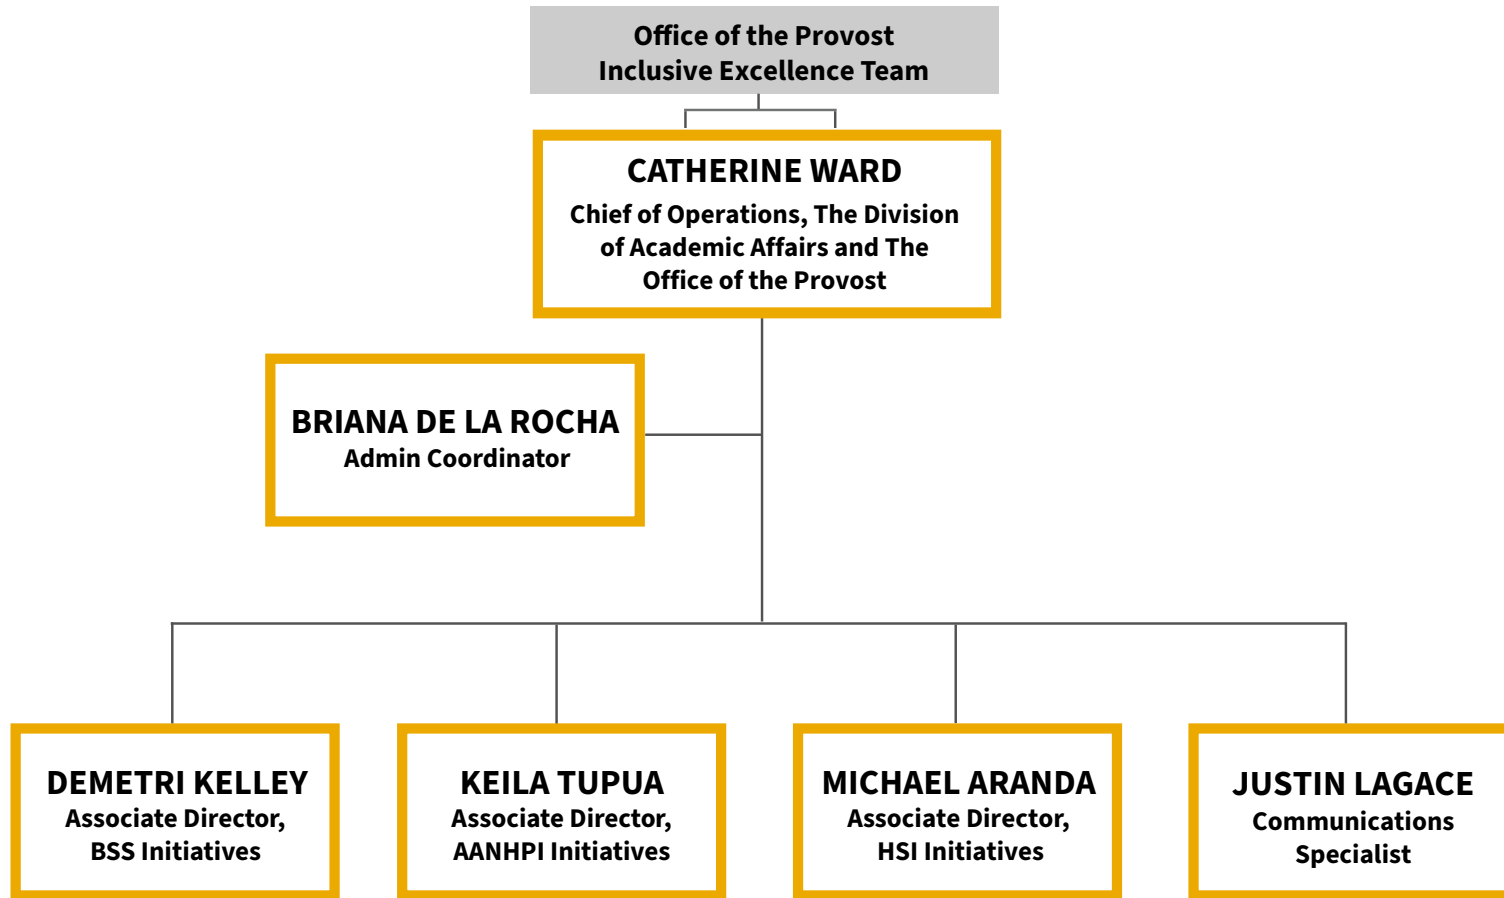 Office of the Provost
Inclusive Excellence Team
CATHERINE WARD
Chief of Operations, The Division
of Academic Affairs and The
Office of the Provost
BRIANA DE LA ROCHA
Admin Coordinator
DEMETRI KELLEY
Associate Director,
BSS Initiatives
KEILA TUPUA
Associate Director,
AANHPI Initiatives
MICHAEL ARANDA
Associate Director,
HSI Initiatives
JUSTIN LAGACE
Communications
Specialist